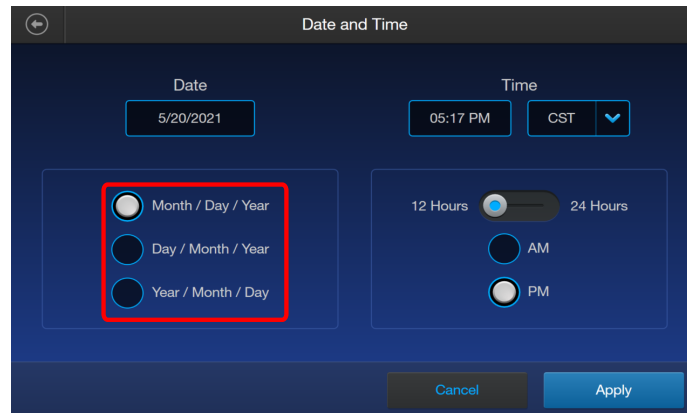 Date and Time
Date
Time
5/20/2021
05:17 PM
CST
Month / Day / Year
Day / Month / Year
Year / Month / Day
12 Hours
24 Hours
AM
PM
Cancel
Apply